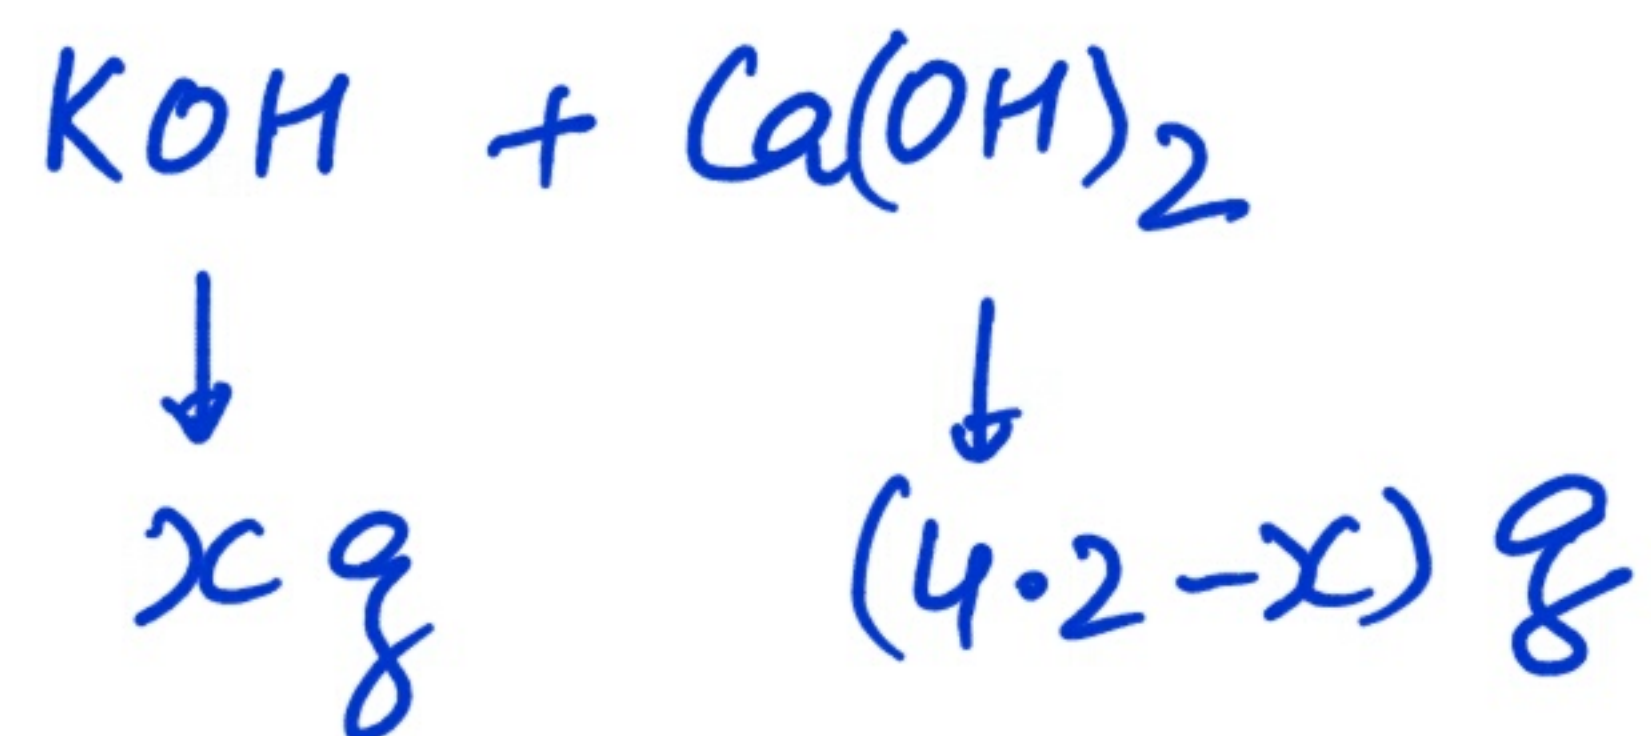 KOH + Ca(OH)₂
↓ ↓
x g (4·2-x) g